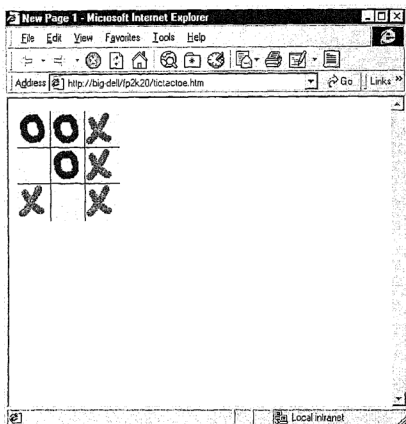 New Page 1 - Microsoft Internet Explorer
File Edit View Favorites Tools Help
Address http://big-dell/fp2k20/tictactoe.htm Go Links »
O O X
O X
X X
Local intranet